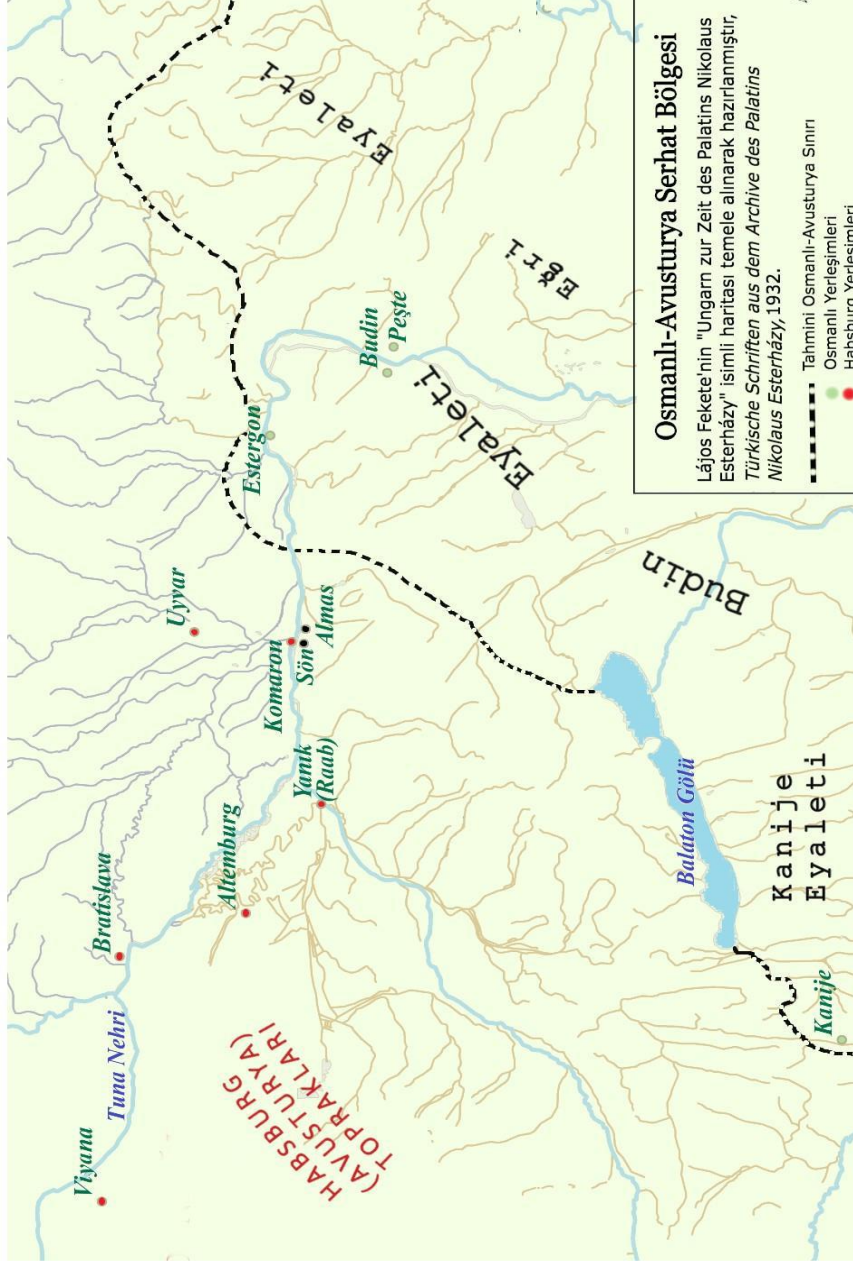 Viyana
Tuna Nehri
Bratislava
Altemburg
HABSBURG
(AVUSTURYA)
TOPRAKLARI
Uyvar
Komaron
Sön
Almas
Yanık
(Raab)
Estergon
Budin
Peşte
Eğri
Eyaleti
Budin
Eyaleti
Balaton Gölü
Kanije
Eyaleti
Kanije
Osmanlı-Avusturya Serhat Bölgesi
Lájos Fekete'nin "Ungarn zur Zeit des Palatins Nikolaus
Esterházy" isimli haritası temele alınarak hazırlanmıştır,
Türkische Schriften aus dem Archive des Palatins
Nikolaus Esterházy,1932.
Tahmini Osmanlı-Avusturya Sınırı
Osmanlı Yerleşimleri
Habsburg Yerleşimleri